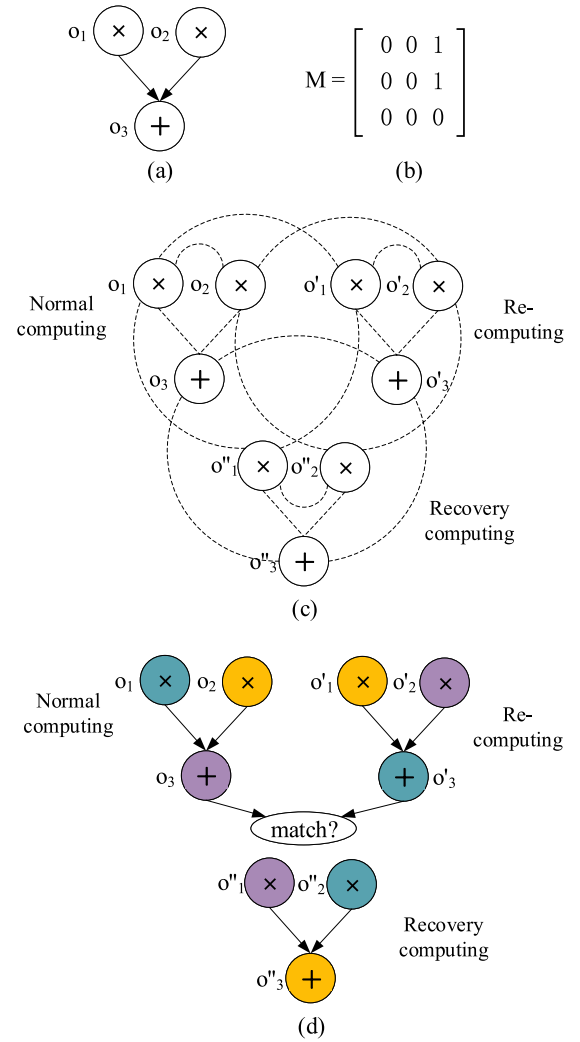 o1 × o2 ×
o3 +
(a)
M = [ 0 0 1
0 0 1
0 0 0 ]
(b)
Normal
computing
o1 × o2 ×
o3 +
o'1 × o'2 ×
o'3 +
Re-
computing
o"1 × o"2 ×
o"3 +
Recovery
computing
(c)
Normal
computing
o1 × o2 ×
o3 +
o'1 × o'2 ×
+ o'3
Re-
computing
match?
o"1 × o"2 ×
o"3 +
Recovery
computing
(d)